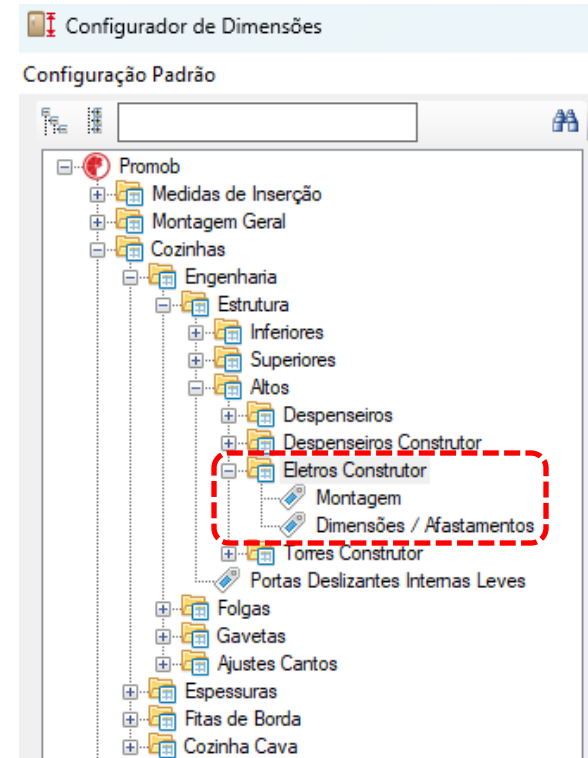 Configurador de Dimensões
Configuração Padrão
Promob
Medidas de Inserção
Montagem Geral
Cozinhas
Engenharia
Estrutura
Inferiores
Superiores
Altos
Despenseiros
Despenseiros Construtor
Eletros Construtor
Montagem
Dimensões / Afastamentos
Torres Construtor
Portas Deslizantes Internas Leves
Folgas
Gavetas
Ajustes Cantos
Espessuras
Fitas de Borda
Cozinha Cava